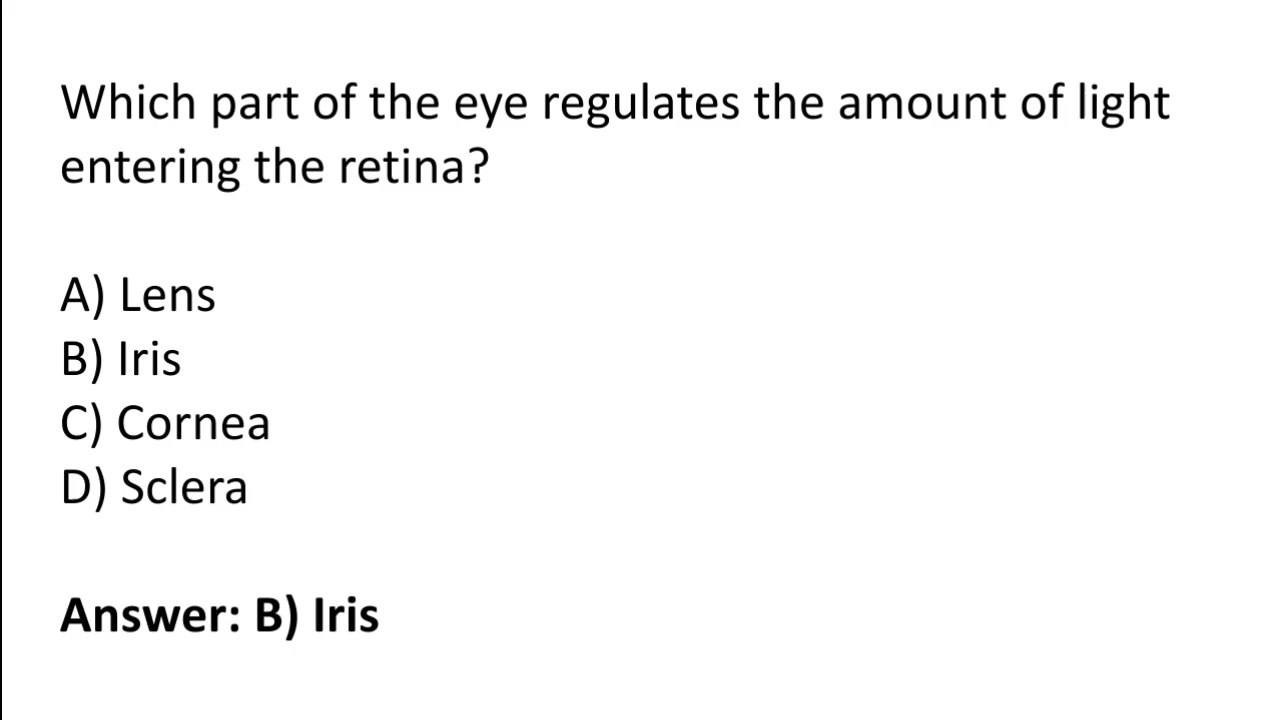 Which part of the eye regulates the amount of light
entering the retina?
A) Lens
B) Iris
C) Cornea
D) Sclera
Answer: B) Iris